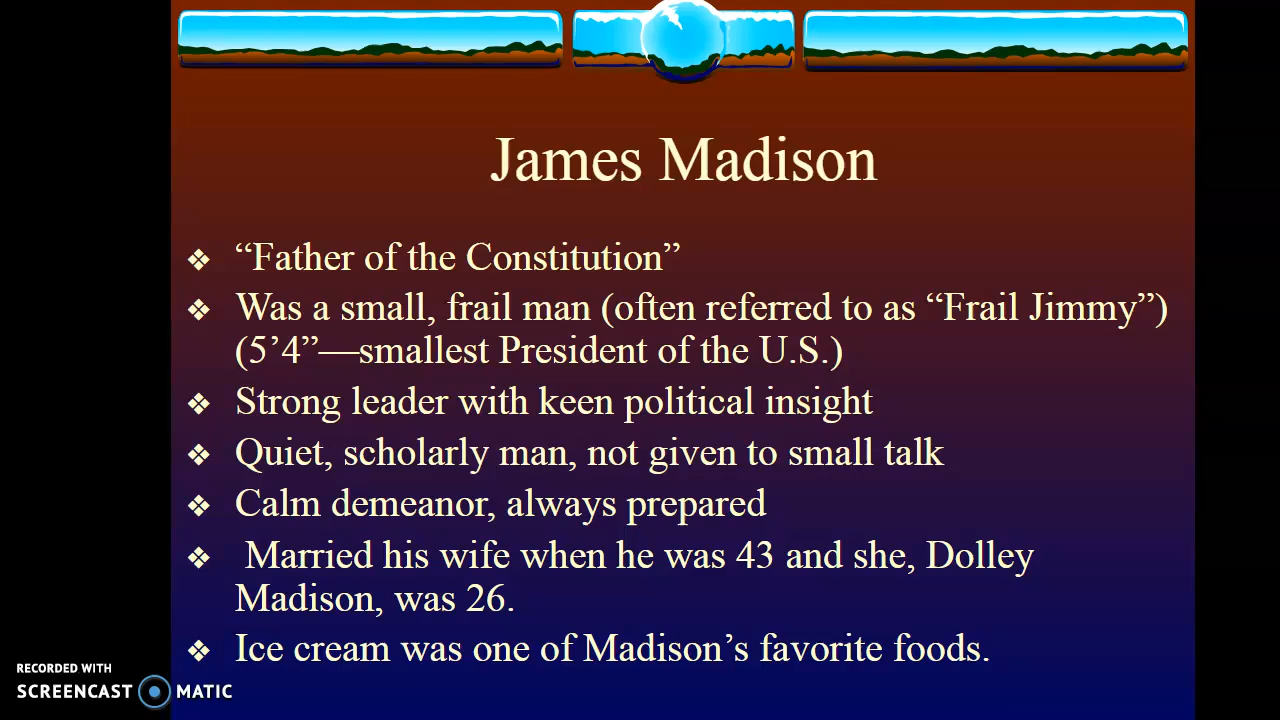 James Madison
❖ “Father of the Constitution”
❖ Was a small, frail man (often referred to as “Frail Jimmy”)
(5’4”—smallest President of the U.S.)
❖ Strong leader with keen political insight
❖ Quiet, scholarly man, not given to small talk
❖ Calm demeanor, always prepared
❖ Married his wife when he was 43 and she, Dolley
Madison, was 26.
❖ Ice cream was one of Madison’s favorite foods.
RECORDED WITH
SCREENCAST MATIC